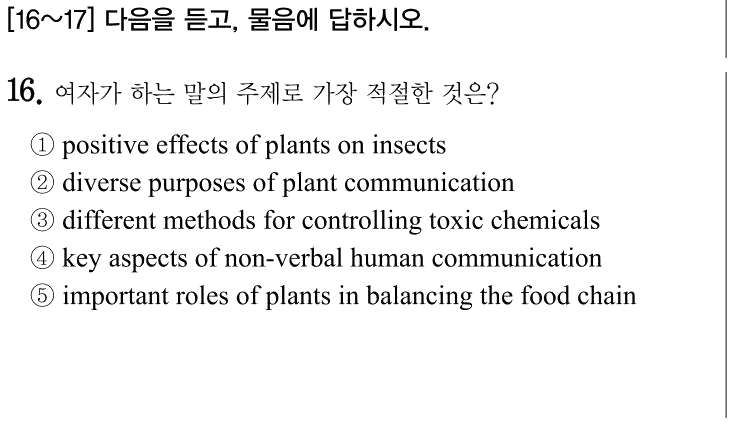 [16~17] 다음을 듣고, 물음에 답하시오.
16. 여자가 하는 말의 주제로 가장 적절한 것은?
① positive effects of plants on insects
② diverse purposes of plant communication
③ different methods for controlling toxic chemicals
④ key aspects of non-verbal human communication
⑤ important roles of plants in balancing the food chain